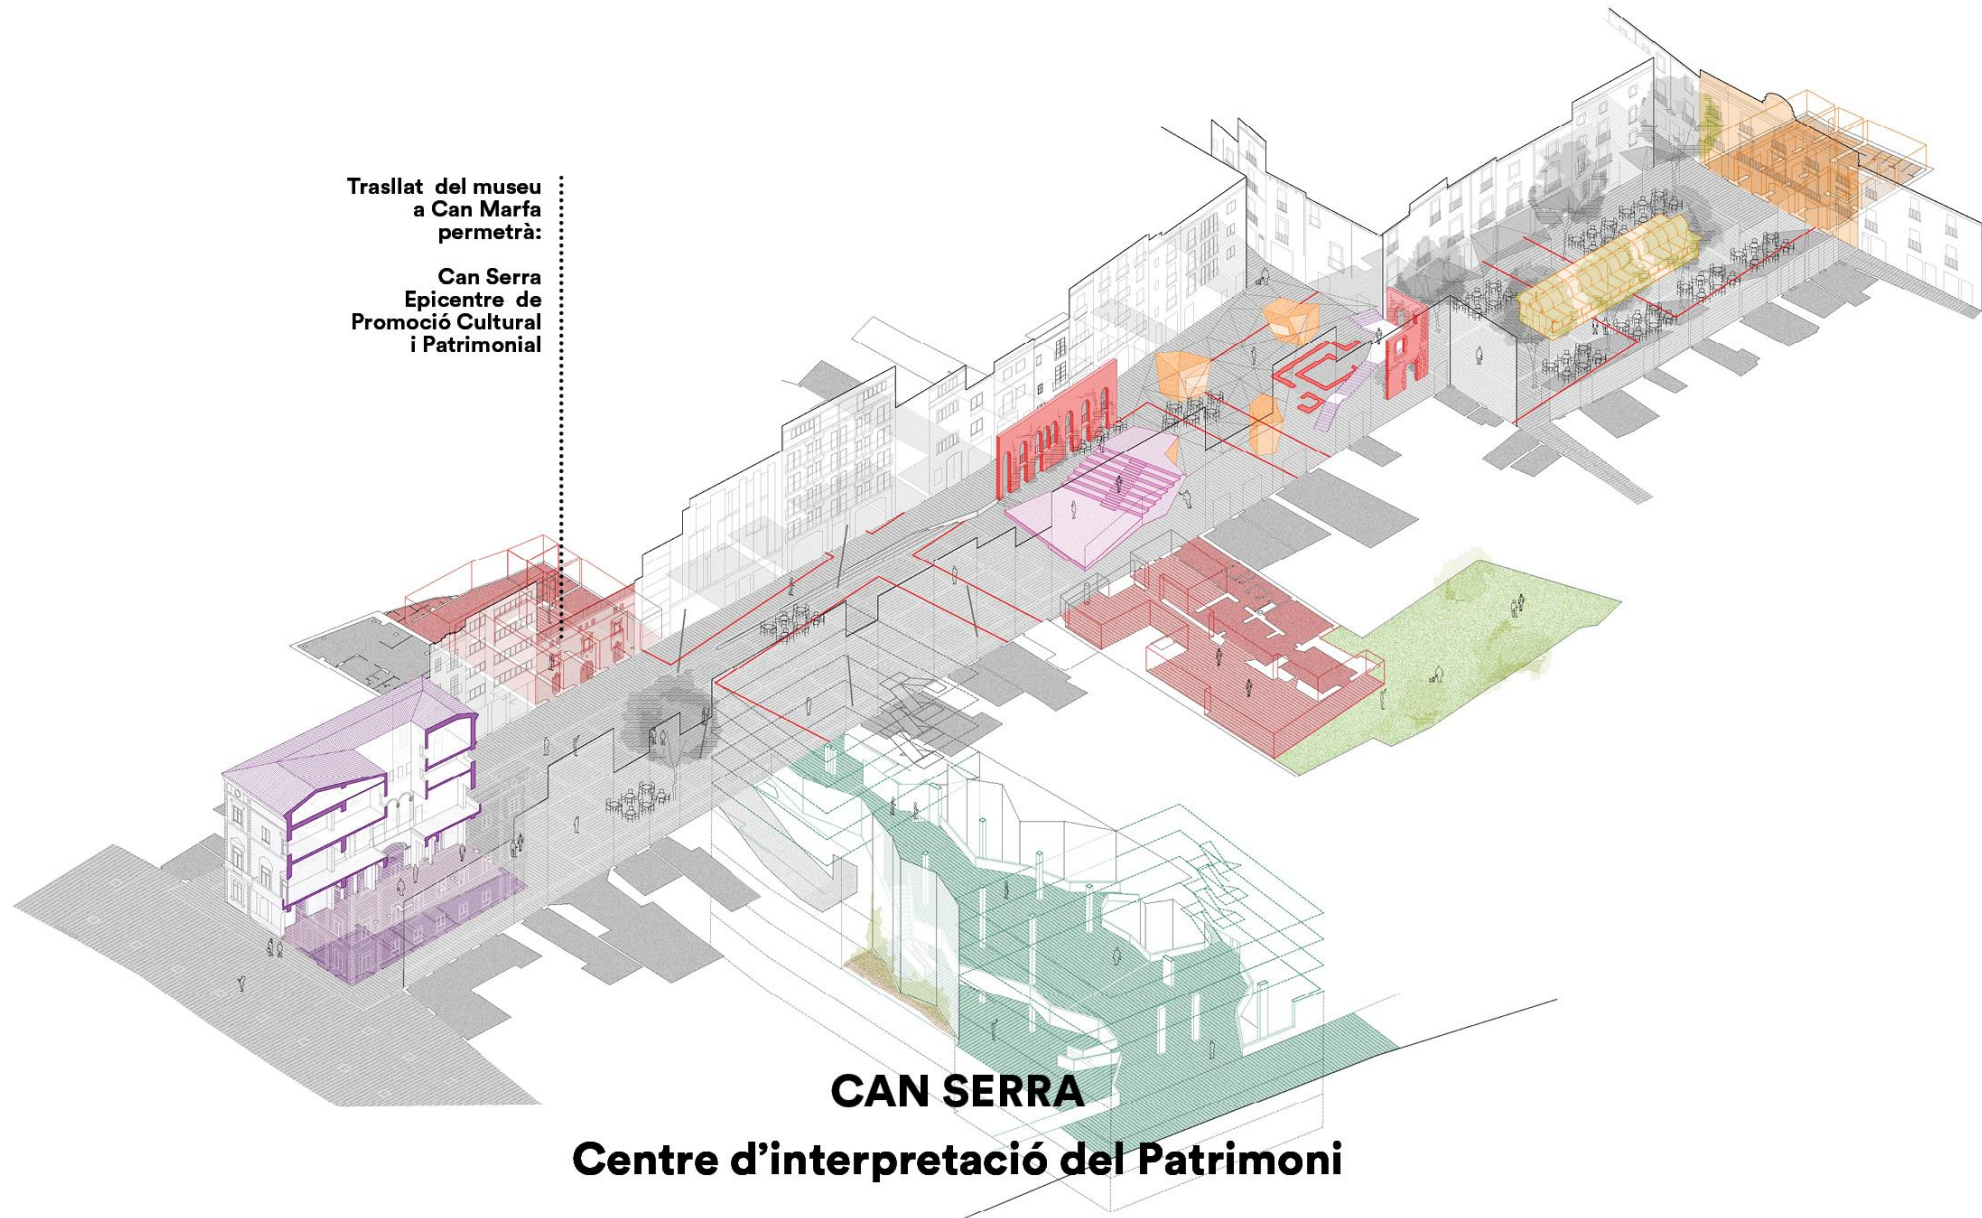 Trasllat del museu
a Can Marfa
permetrà:
Can Serra
Epicentre de
Promoció Cultural
i Patrimonial
CAN SERRA
Centre d’interpretació del Patrimoni